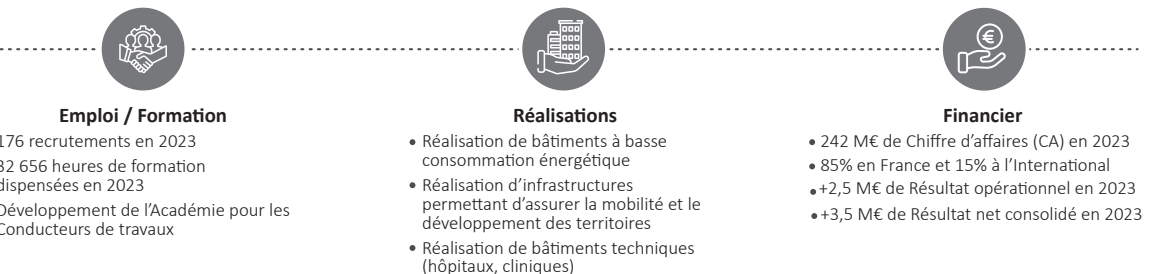 Emploi / Formation
176 recrutements en 2023
32 656 heures de formation
dispensées en 2023
Développement de l'Académie pour les
Conducteurs de travaux
Réalisations
• Réalisation de bâtiments à basse
consommation énergétique
• Réalisation d'infrastructures
permettant d'assurer la mobilité et le
développement des territoires
• Réalisation de bâtiments techniques
(hôpitaux, cliniques)
Financier
• 242 M€ de Chiffre d'affaires (CA) en 2023
• 85% en France et 15% à l'International
• +2,5 M€ de Résultat opérationnel en 2023
• +3,5 M€ de Résultat net consolidé en 2023